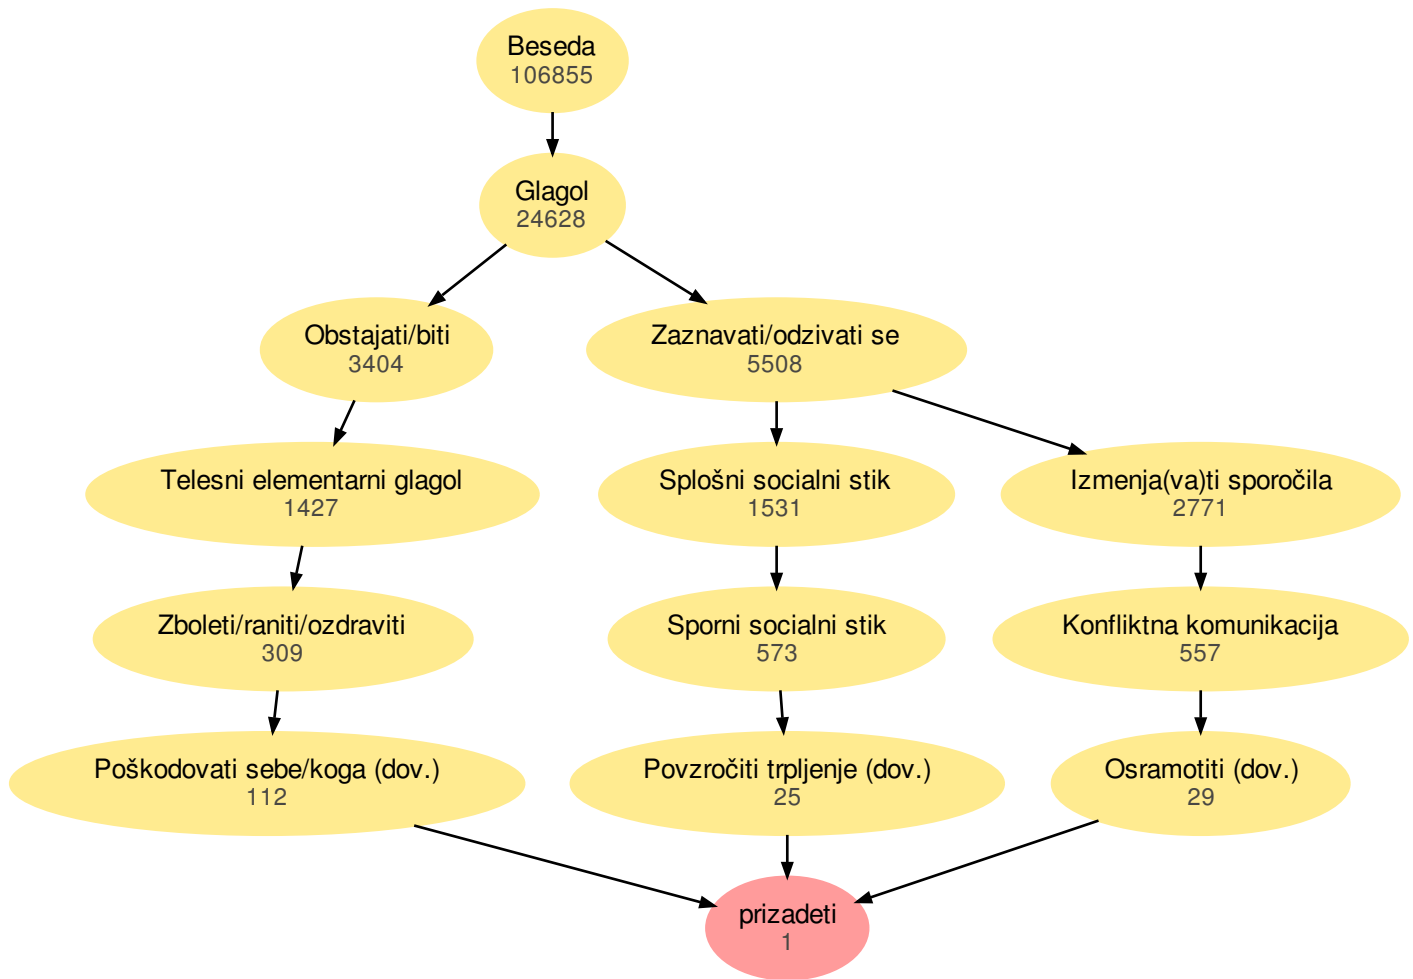 Beseda
106855
Glagol
24628
Obstajati/biti
3404
Zaznavati/odzivati se
5508
Telesni elementarni glagol
1427
Splošni socialni stik
1531
Izmenja(va)ti sporočila
2771
Zboleti/raniti/ozdraviti
309
Sporni socialni stik
573
Konfliktna komunikacija
557
Poškodovati sebe/koga (dov.)
112
Povzročiti trpljenje (dov.)
25
Osramotiti (dov.)
29
prizadeti
1